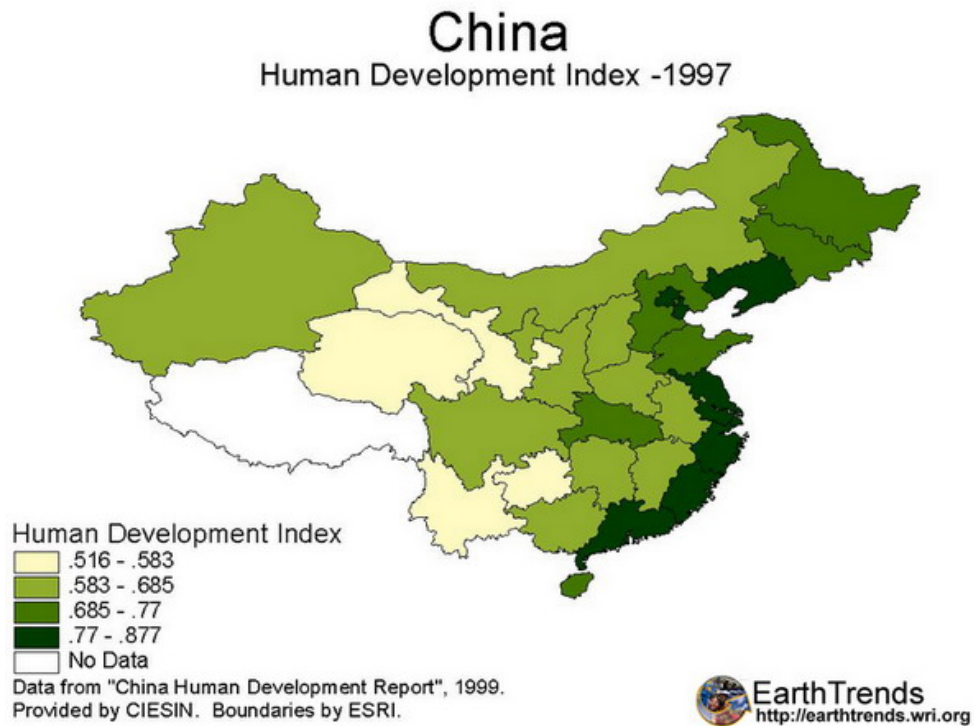 China
Human Development Index -1997
Human Development Index
.516 - .583
.583 - .685
.685 - .77
.77 - .877
No Data
Data from "China Human Development Report", 1999.
Provided by CIESIN. Boundaries by ESRI.
EarthTrends
http://earthtrends.wri.org